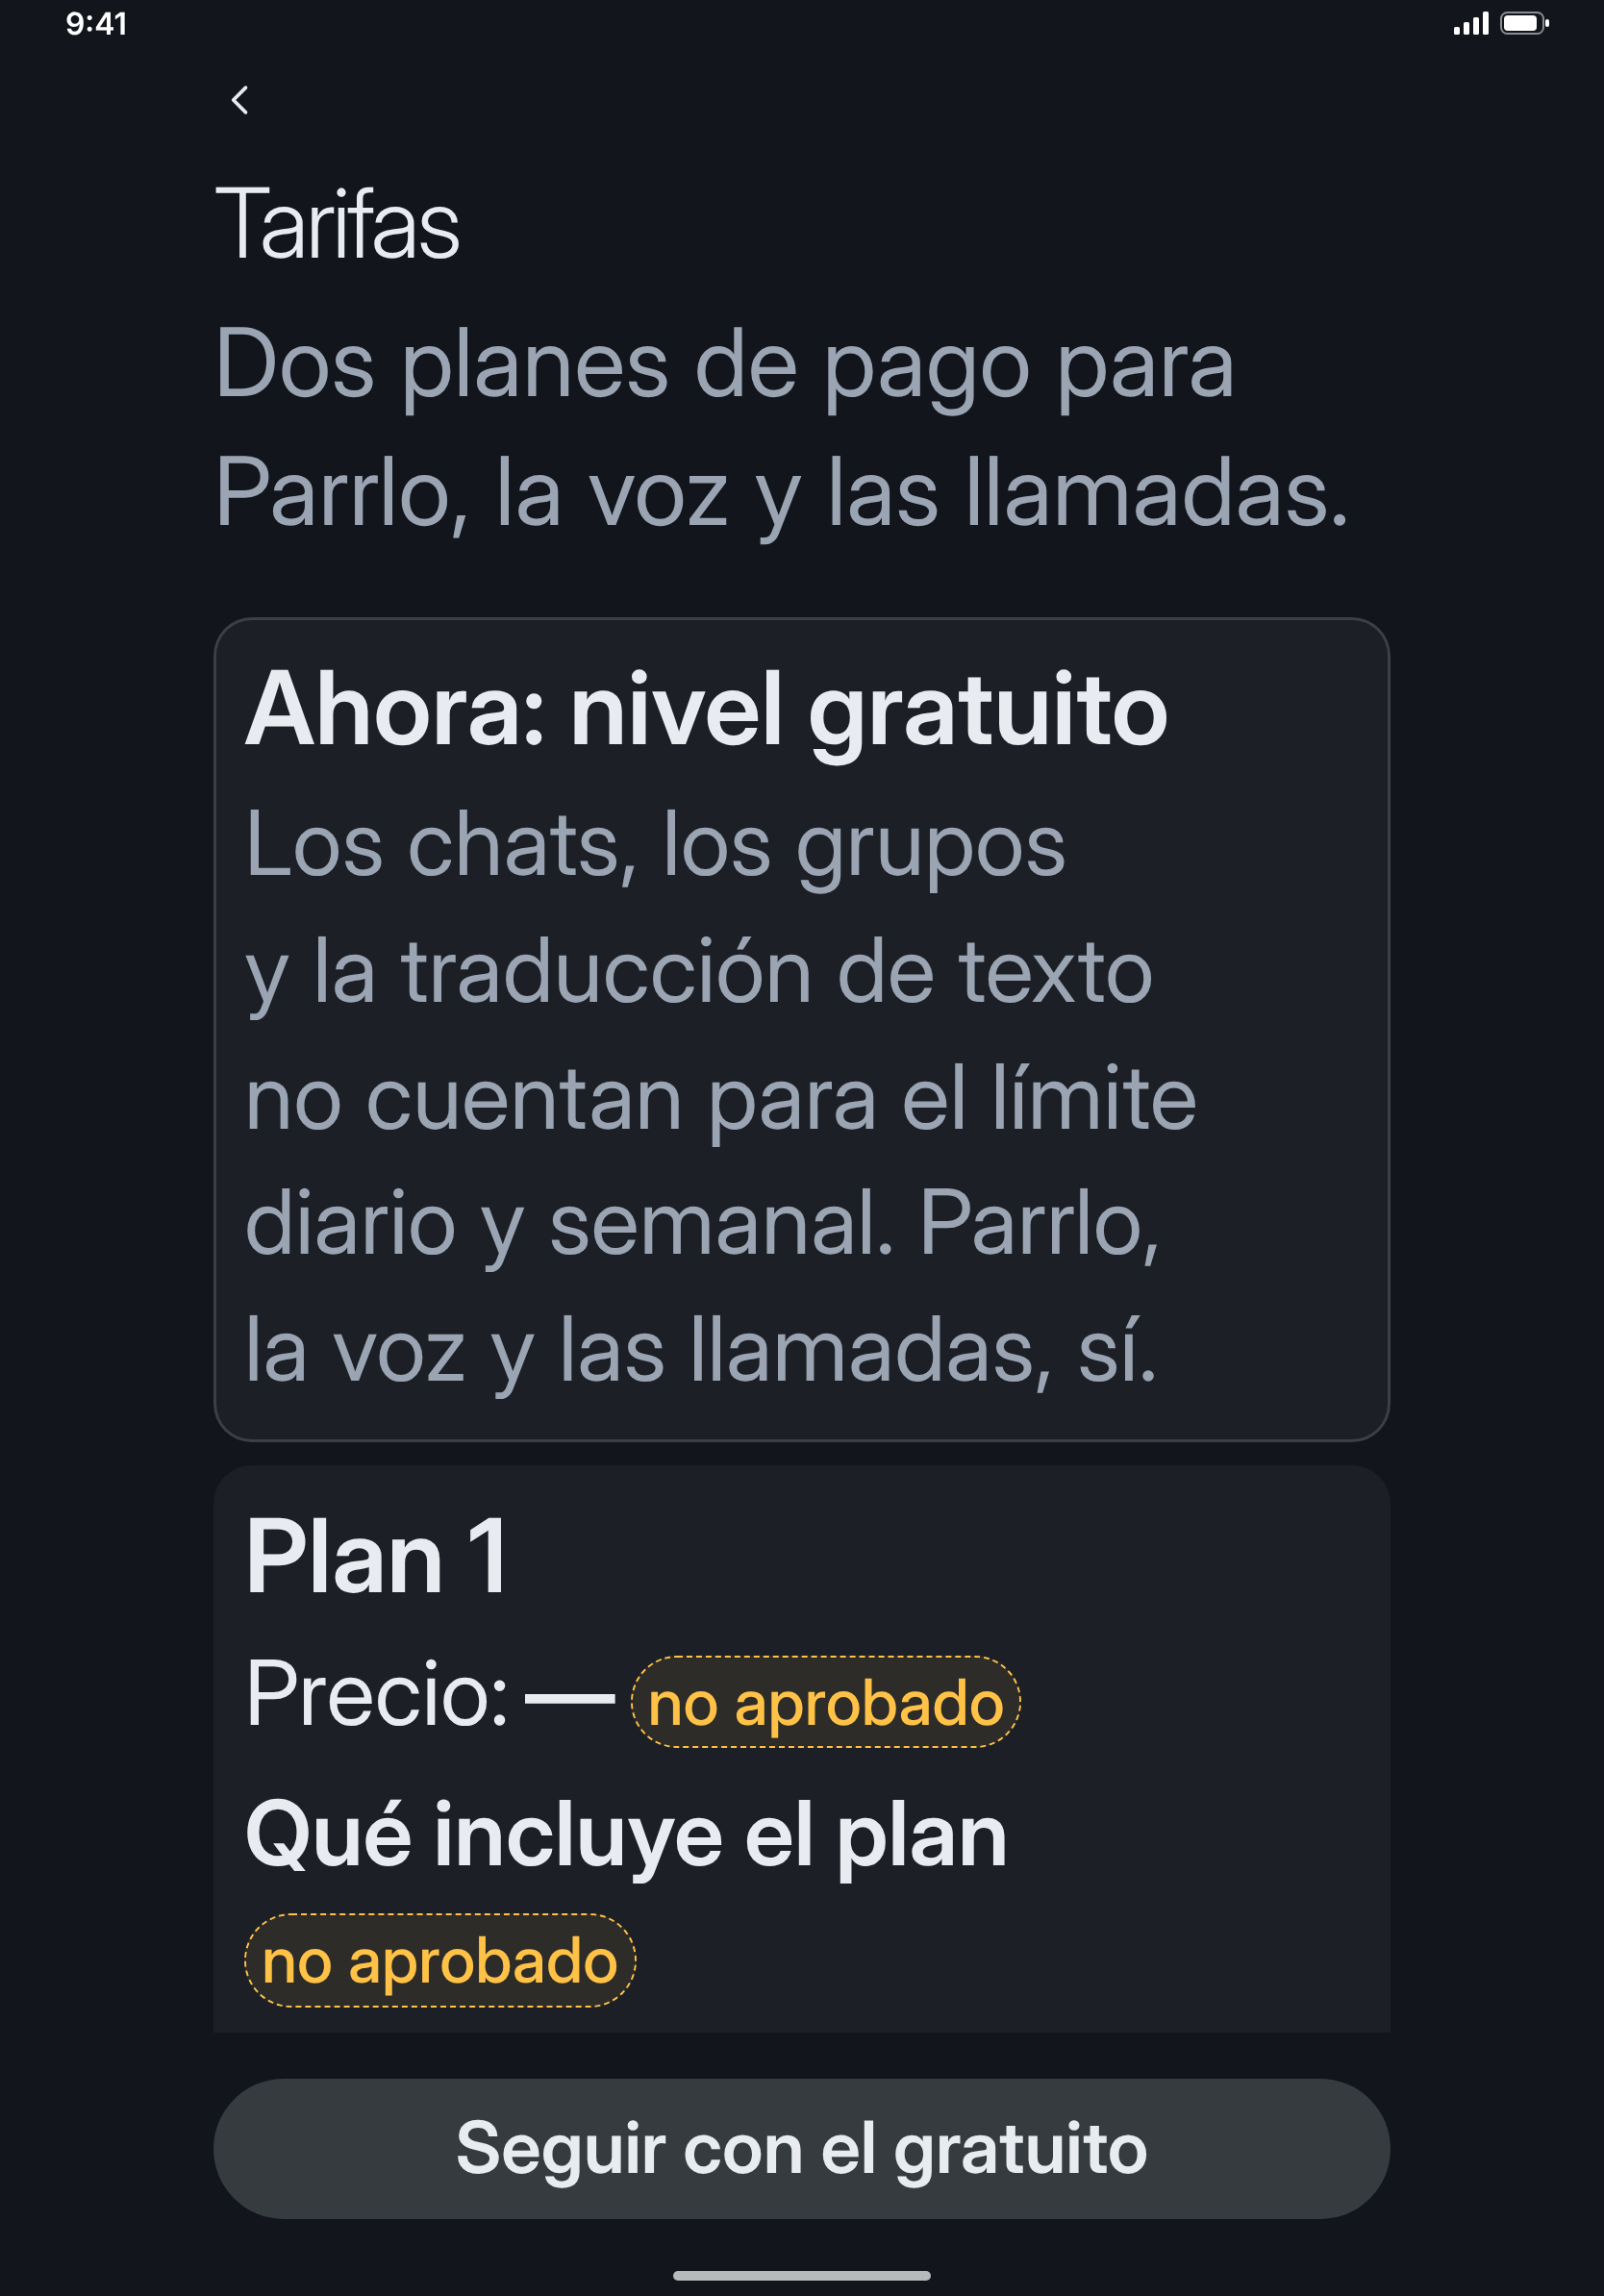 9:41
Tarifas
Dos planes de pago para
Parrlo, la voz y las llamadas.
Ahora: nivel gratuito
Los chats, los grupos
y la traducción de texto
no cuentan para el límite
diario y semanal. Parrlo,
la voz y las llamadas, sí.
Plan 1
Precio: — no aprobado
Qué incluye el plan
no aprobado
Seguir con el gratuito